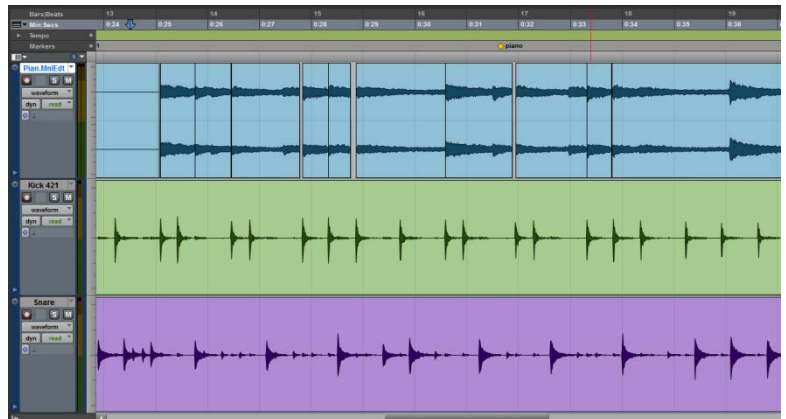 Bars|Beats 13 14 15 16 17 18 19
Min:Secs 0:24 0:25 0:26 0:27 0:28 0:29 0:30 0:31 0:32 0:33 0:34 0:35 0:36
Tempo
Markers 1 piano
Pian.MnlEdt
S M
waveform
dyn read
Kick 421
S M
waveform
dyn read
Snare
S M
waveform
dyn read